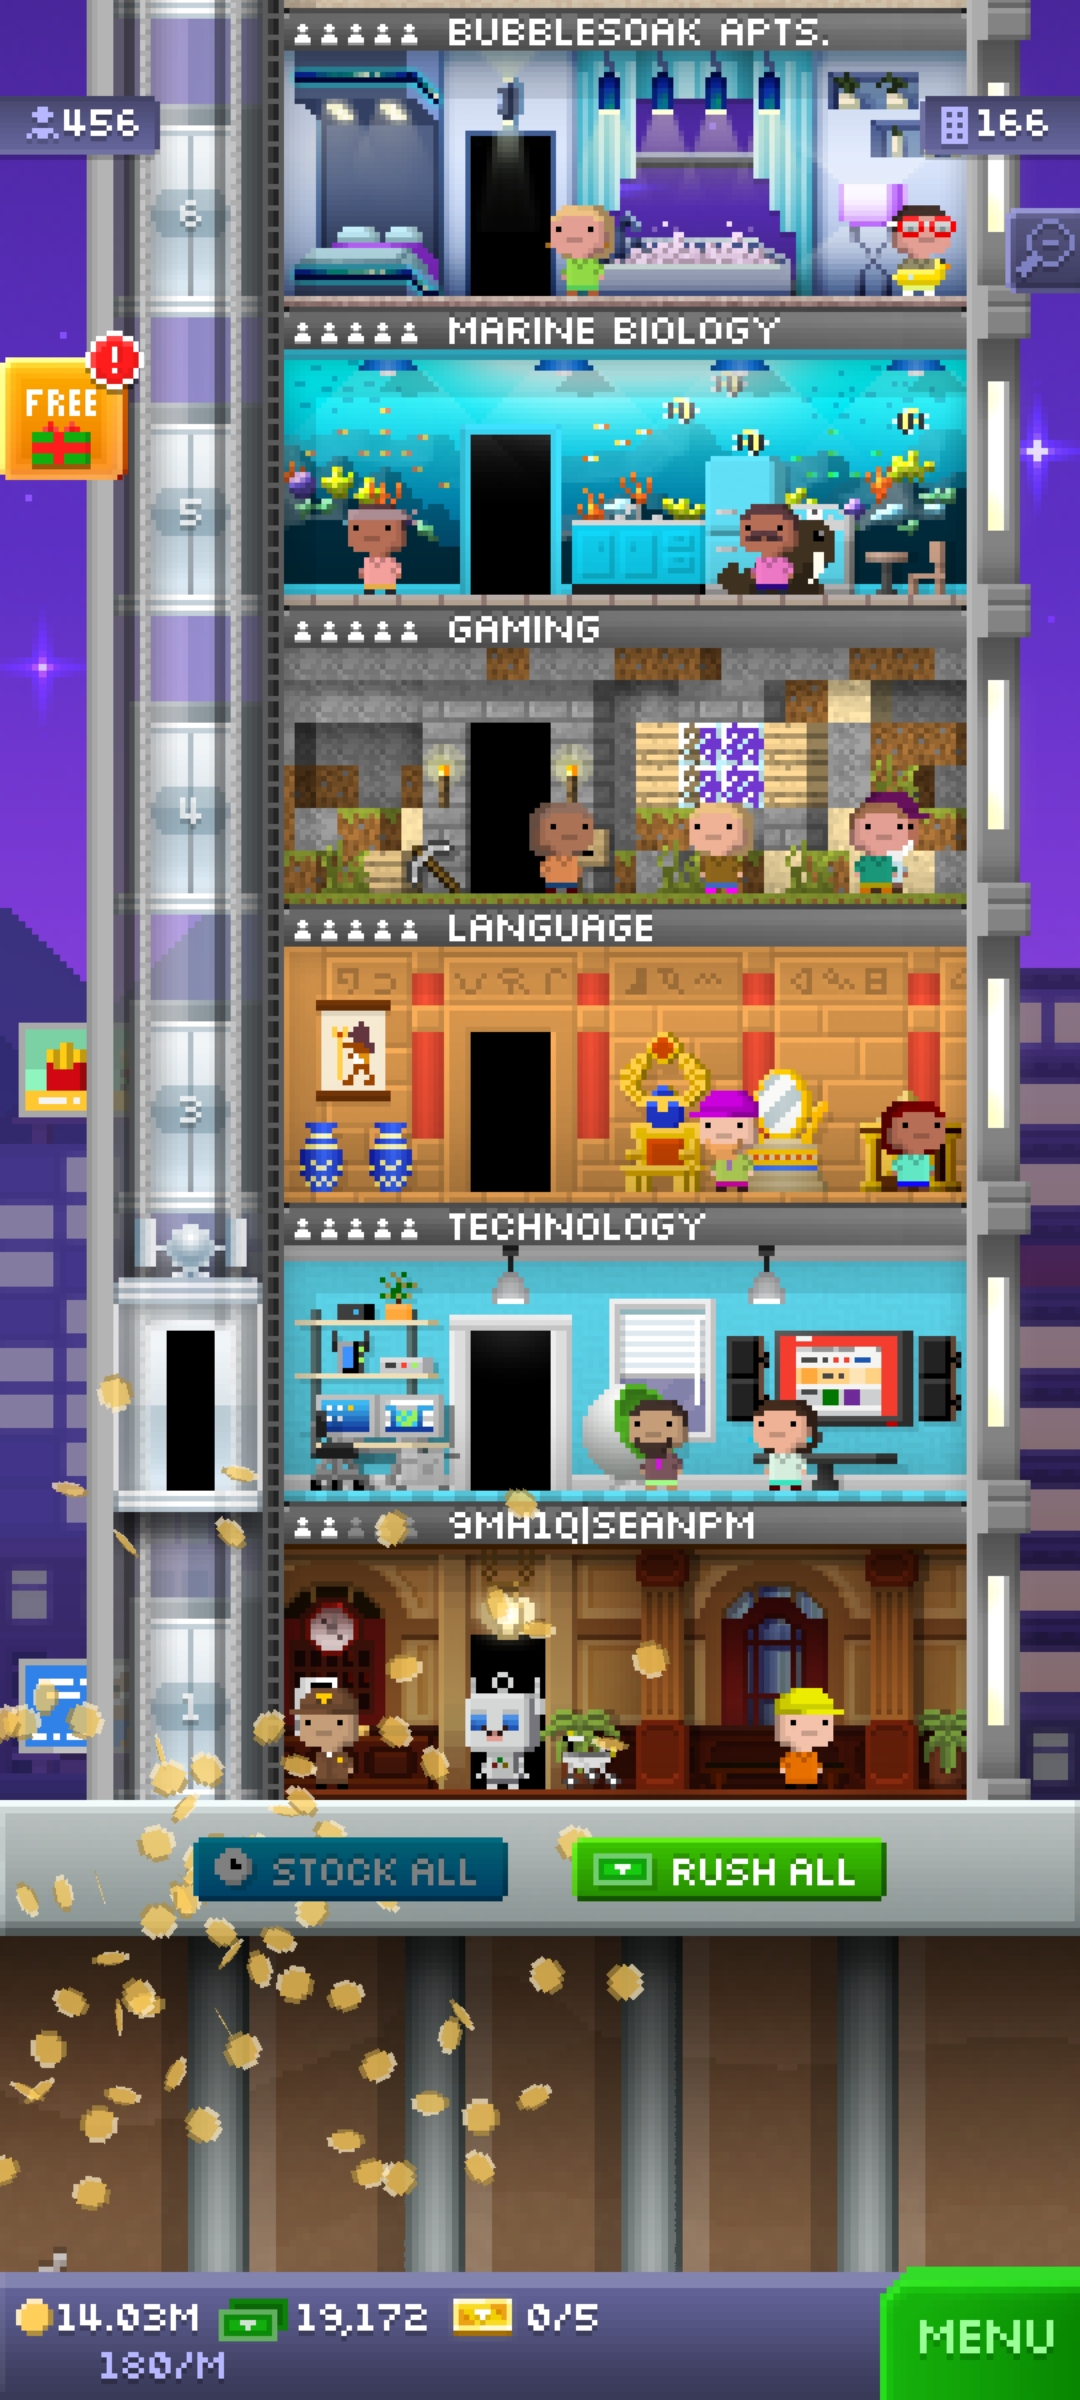 BUBBLESOAK APTS.
456
166
6
MARINE BIOLOGY
!
FREE
5
GAMING
4
LANGUAGE
3
TECHNOLOGY
9MH1Q|SEANPM
1
STOCK ALL
RUSH ALL
14.03M
19,172
0/5
180/M
MENU